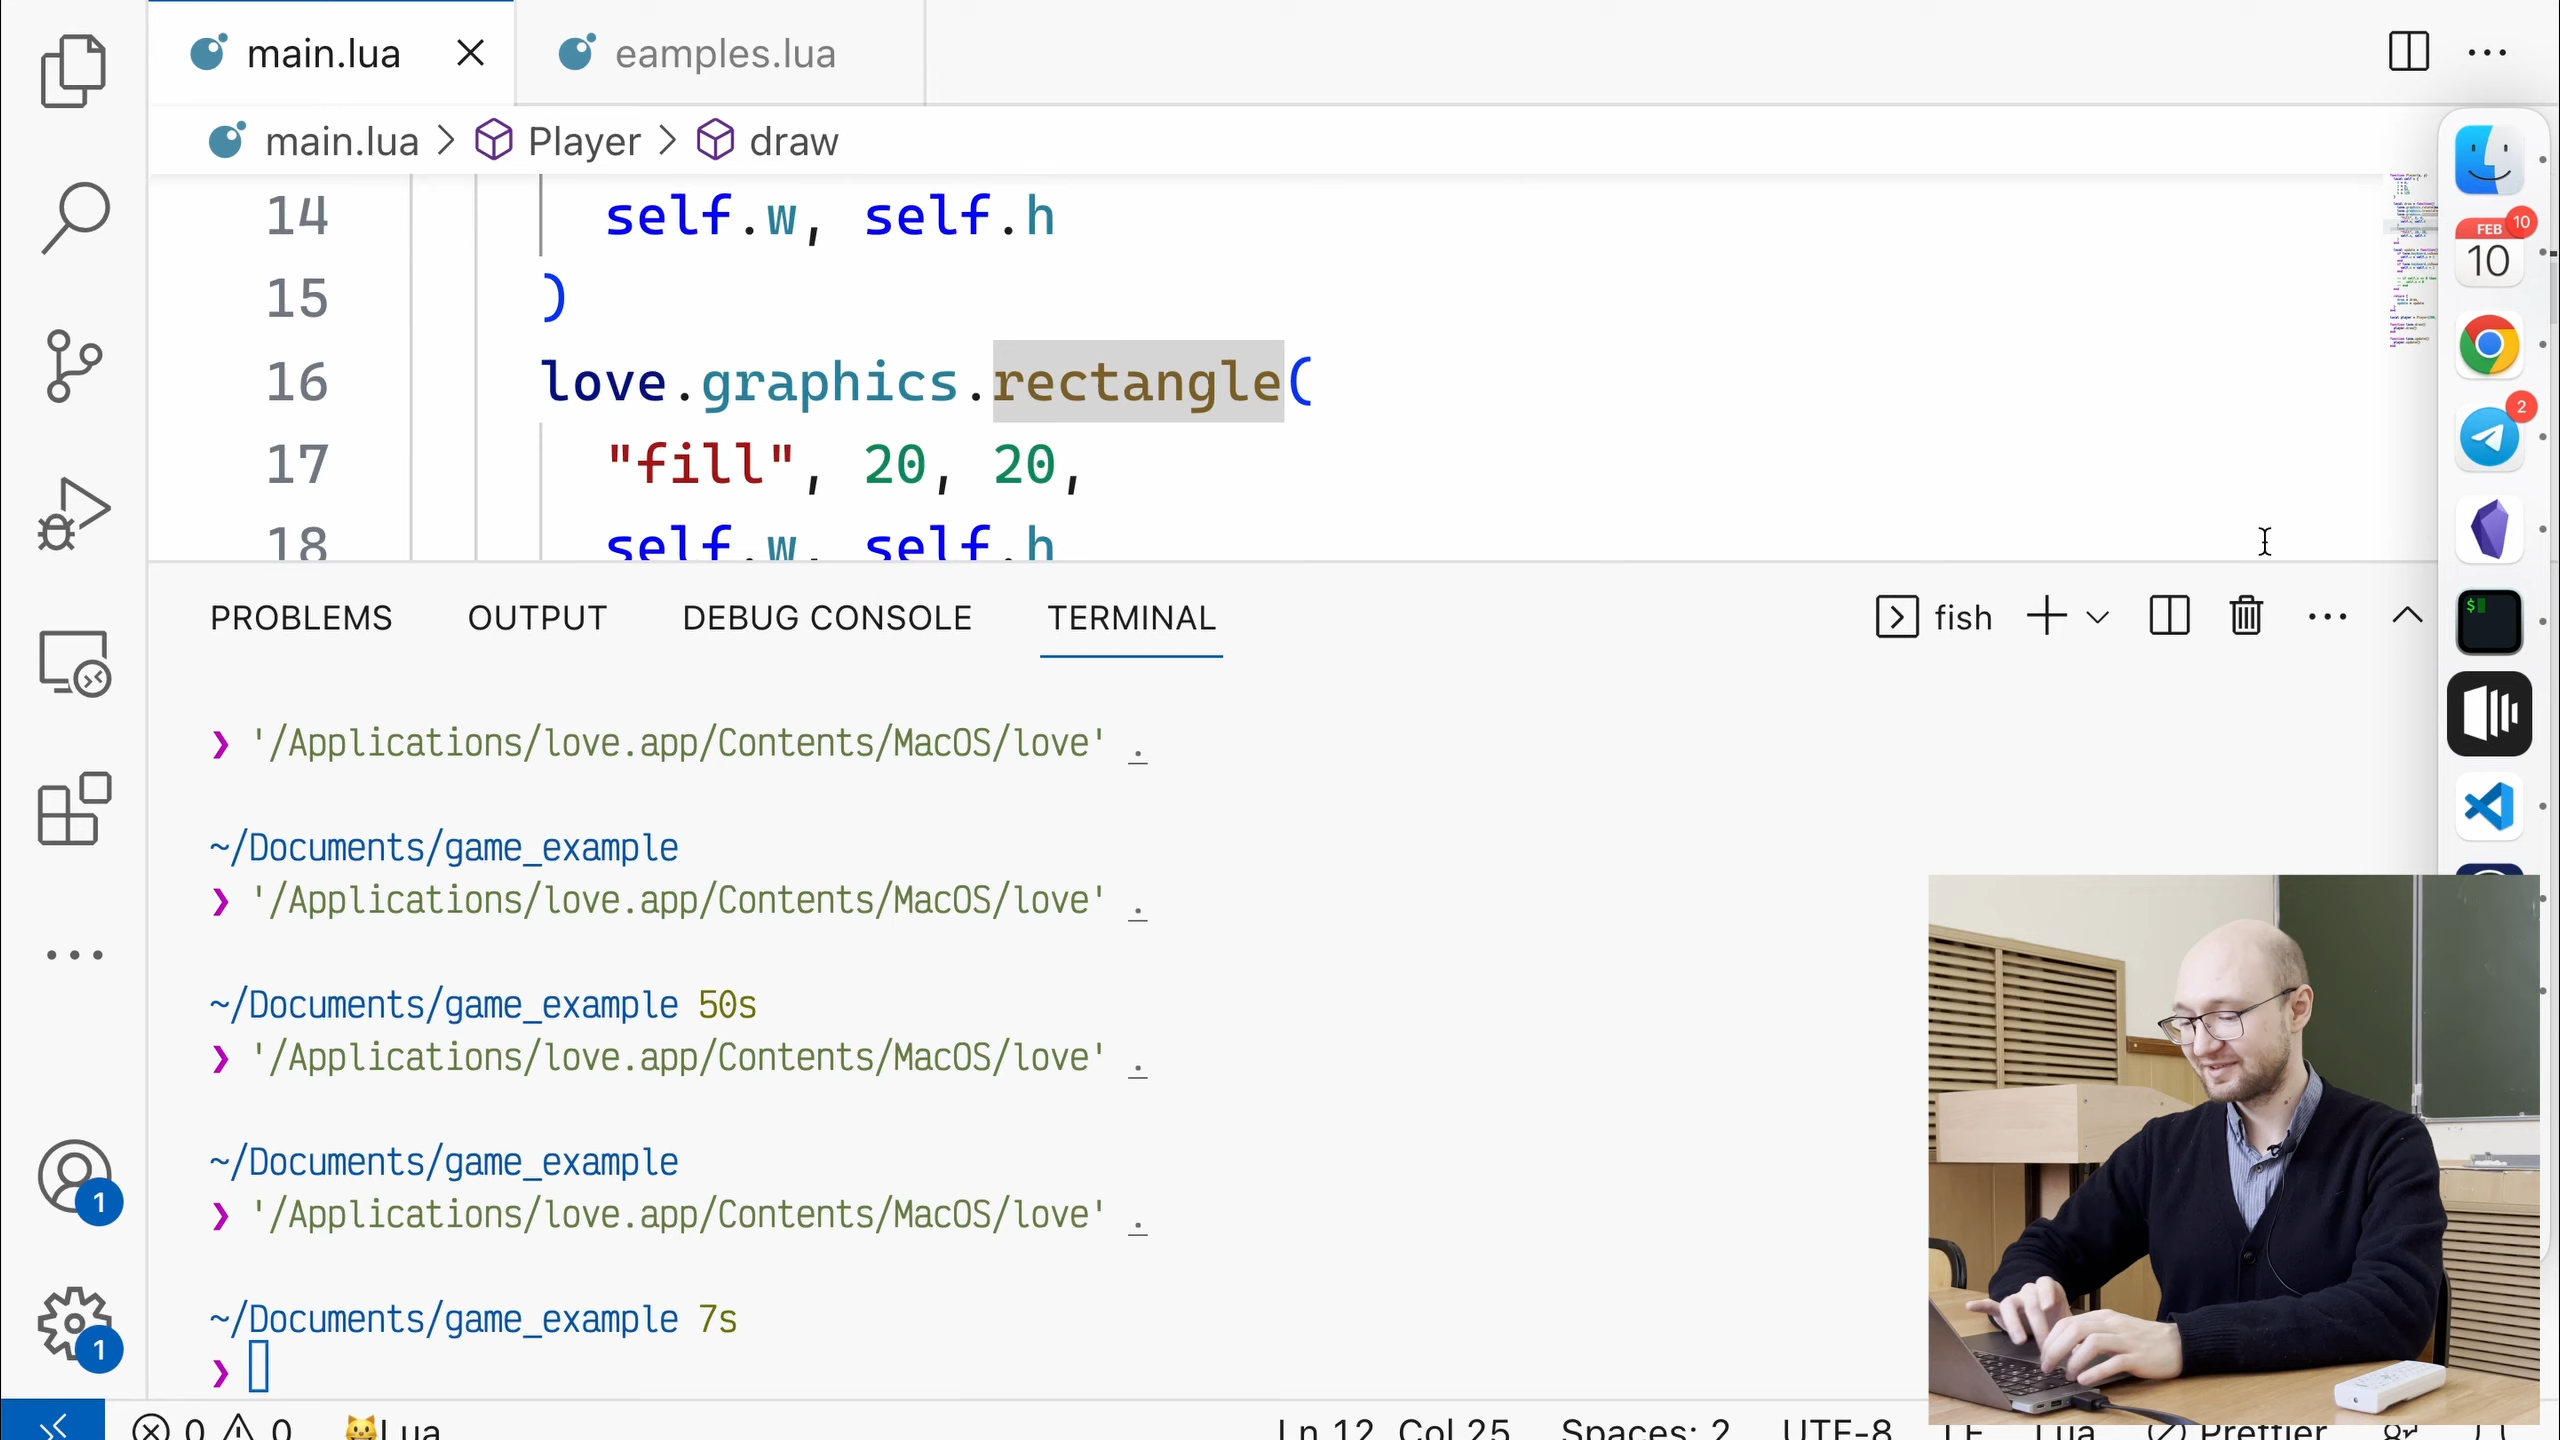 main.lua
eamples.lua
main.lua > Player > draw
14 self.w, self.h
15 )
16 love.graphics.rectangle(
17 "fill", 20, 20,
18 self.w, self.h
FEB 10
10
2
PROBLEMS OUTPUT DEBUG CONSOLE TERMINAL
fish
❯ '/Applications/love.app/Contents/MacOS/love' .
~/Documents/game_example
❯ '/Applications/love.app/Contents/MacOS/love' .
~/Documents/game_example 50s
❯ '/Applications/love.app/Contents/MacOS/love' .
~/Documents/game_example
❯ '/Applications/love.app/Contents/MacOS/love' .
~/Documents/game_example 7s
❯
1
1
0 0 Lua Ln 12, Col 25 Spaces: 2 UTF-8 LF Lua Prettier